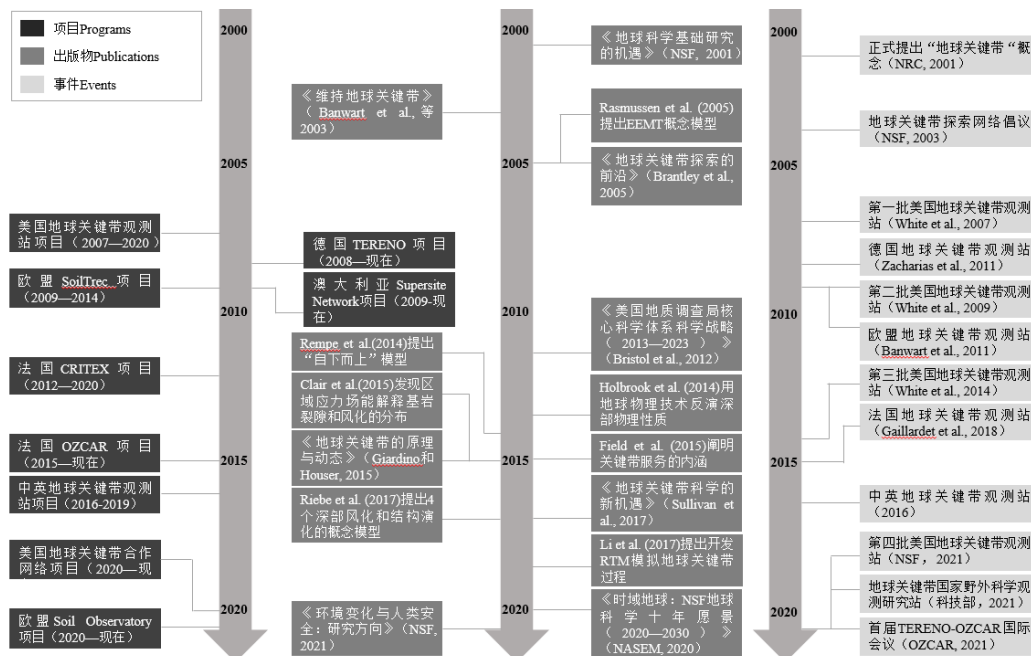 项目Programs
出版物Publications
事件Events
2000
2005
2010
2015
2020
美国地球关键带观测
站项目（2007—2020）
欧盟 SoilTrec 项目
（2009—2014）
法国 CRITEX 项目
（2012—2020）
法国 OZCAR 项目
（2015—现在）
中英地球关键带观测
站项目（2016-2019）
美国地球关键带合作
网络项目（2020—现
欧盟Soil Observatory
项目（2020—现在）
德国 TERENO 项目
（2008—现在）
澳大利亚 Supersite
Network项目（2009-现
在）
《维持地球关键带》
（Banwart et al., 等
2003）
Rempe et al.(2014)提出
“自下而上”模型
Clair et al.(2015)发现区
域应力场能解释基岩
裂隙和风化的分布
《地球关键带的原理
与动态》（Giardino和
Houser, 2015）
Riebe et al. (2017)提出4
个深部风化和结构演
化的概念模型
《环境变化与人类安
全：研究方向》（NSF,
2021）
2000
2005
2010
2015
2020
《地球科学基础研究
的机遇》（NSF, 2001）
Rasmussen et al. (2005)
提出EEMT概念模型
《地球关键带探索的
前沿》（Brantley et al.,
2005）
《美国地质调查局核
心科学体系科学战略
（2013—2023）》
（Bristol et al., 2012）
Holbrook et al. (2014)用
地球物理技术反演深
部物理性质
Field et al. (2015)阐明
关键带服务的内涵
《地球关键带科学的
新机遇》（Sullivan et
al., 2017）
Li et al. (2017)提出开发
RTM模拟地球关键带
过程
《时域地球：NSF地球
科学十年愿景
（2020—2030）》
（NASEM, 2020）
2000
2005
2010
2015
2020
正式提出“地球关键带“概
念（NRC, 2001）
地球关键带探索网络倡议
（NSF, 2003）
第一批美国地球关键带观测
站（White et al., 2007）
德国地球关键带观测站
（Zacharias et al., 2011）
第二批美国地球关键带观测
站（White et al., 2009）
欧盟地球关键带观测站
（Banwart et al., 2011）
第三批美国地球关键带观测
站（White et al., 2014）
法国地球关键带观测站
（Gaillardet et al., 2018）
中英地球关键带观测站
（2016）
第四批美国地球关键带观测
站（NSF，2021）
地球关键带国家野外科学观
测研究站（科技部，2021）
首届TERENO-OZCAR国际
会议（OZCAR, 2021）